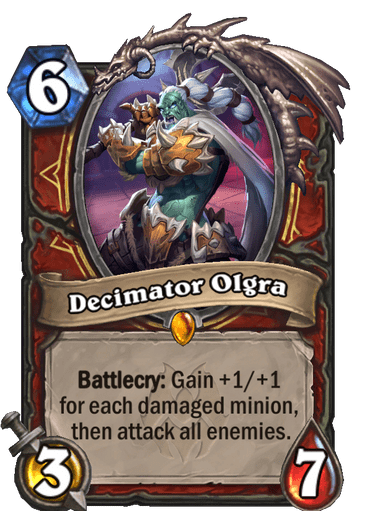 6
Decimator Olgra
Battlecry: Gain +1/+1
for each damaged minion,
then attack all enemies.
3
7